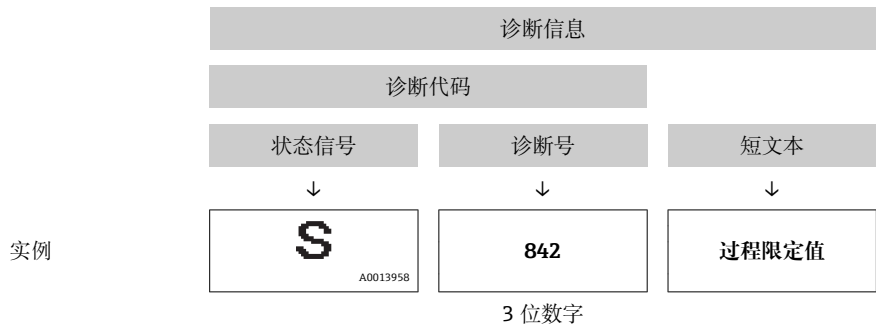 诊断信息
诊断代码
状态信号 诊断号 短文本
↓ ↓ ↓
实例 S 842 过程限定值
A0013958
3 位数字